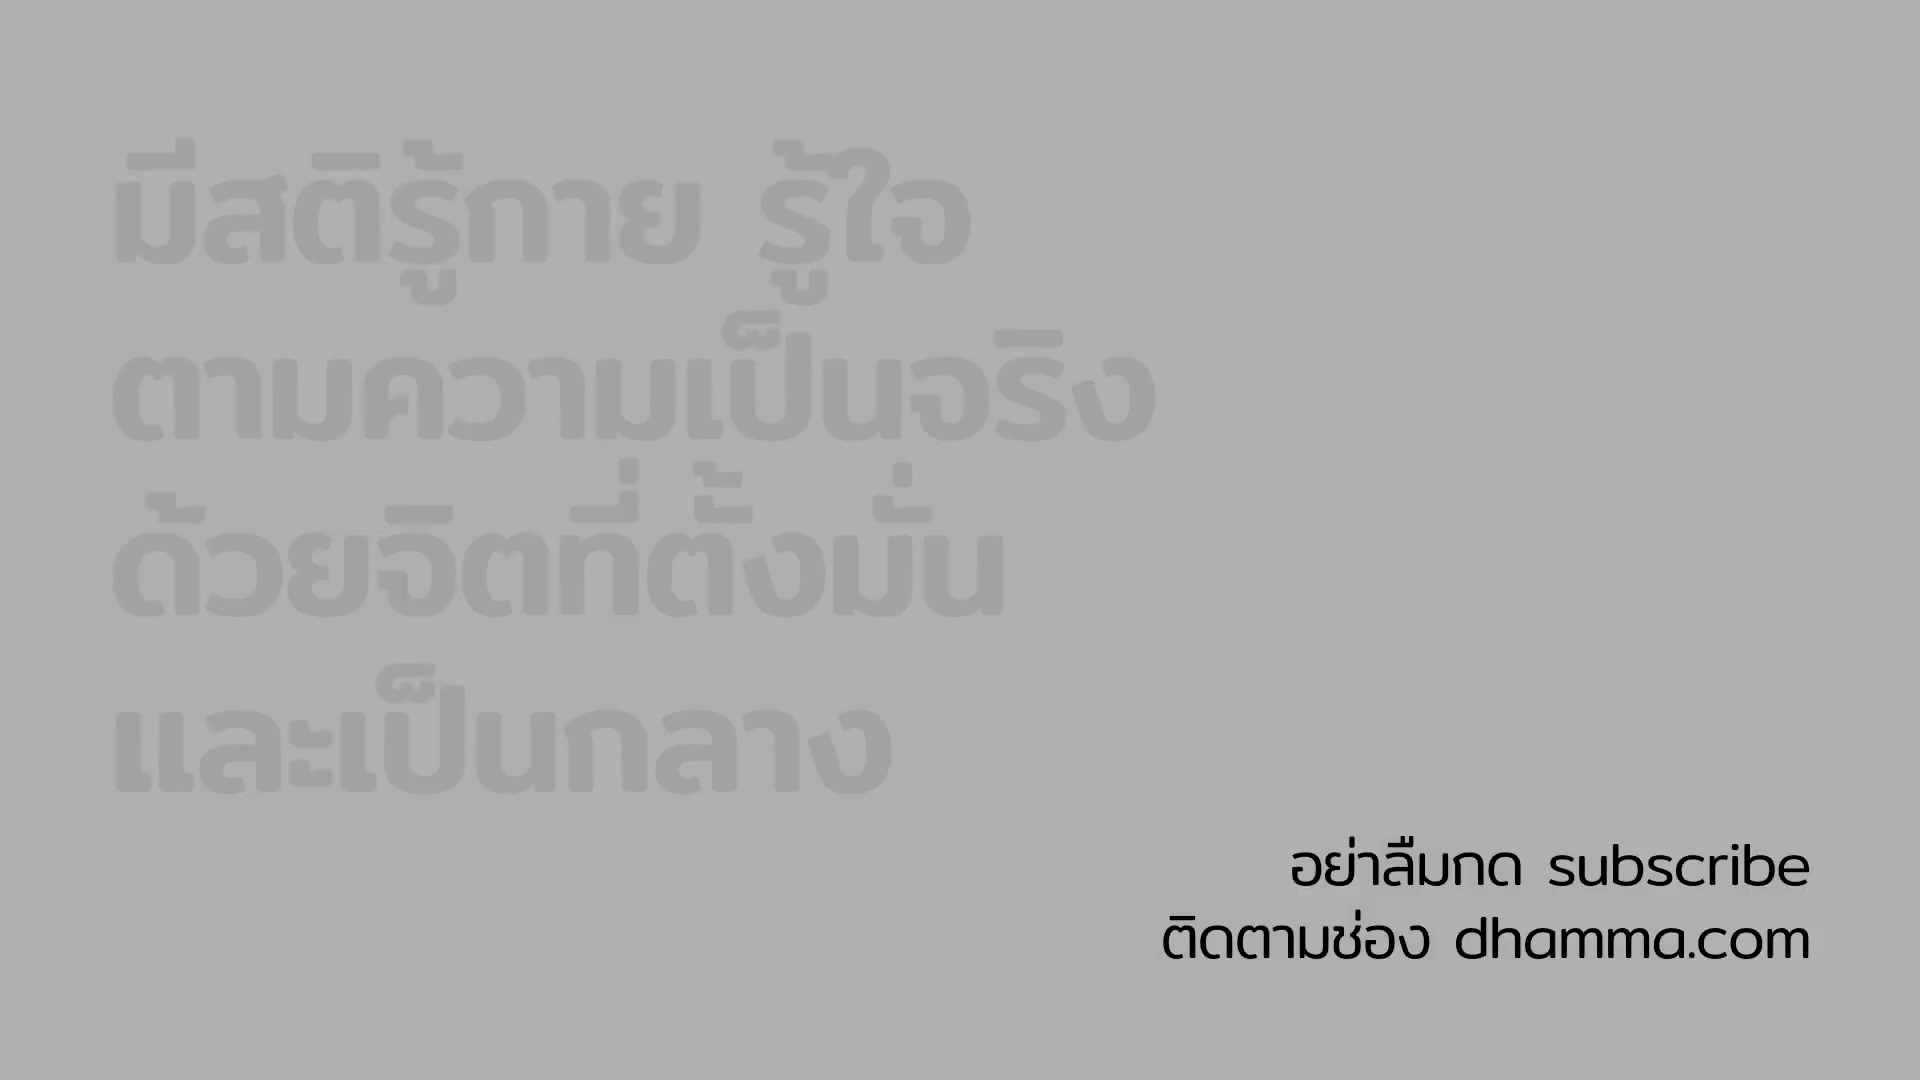 มีสติรู้กาย รู้ใจ
ตามความเป็นจริง
ด้วยจิตที่ตั้งมั่น
และเป็นกลาง
อย่าลืมกด subscribe
ติดตามช่อง dhamma.com